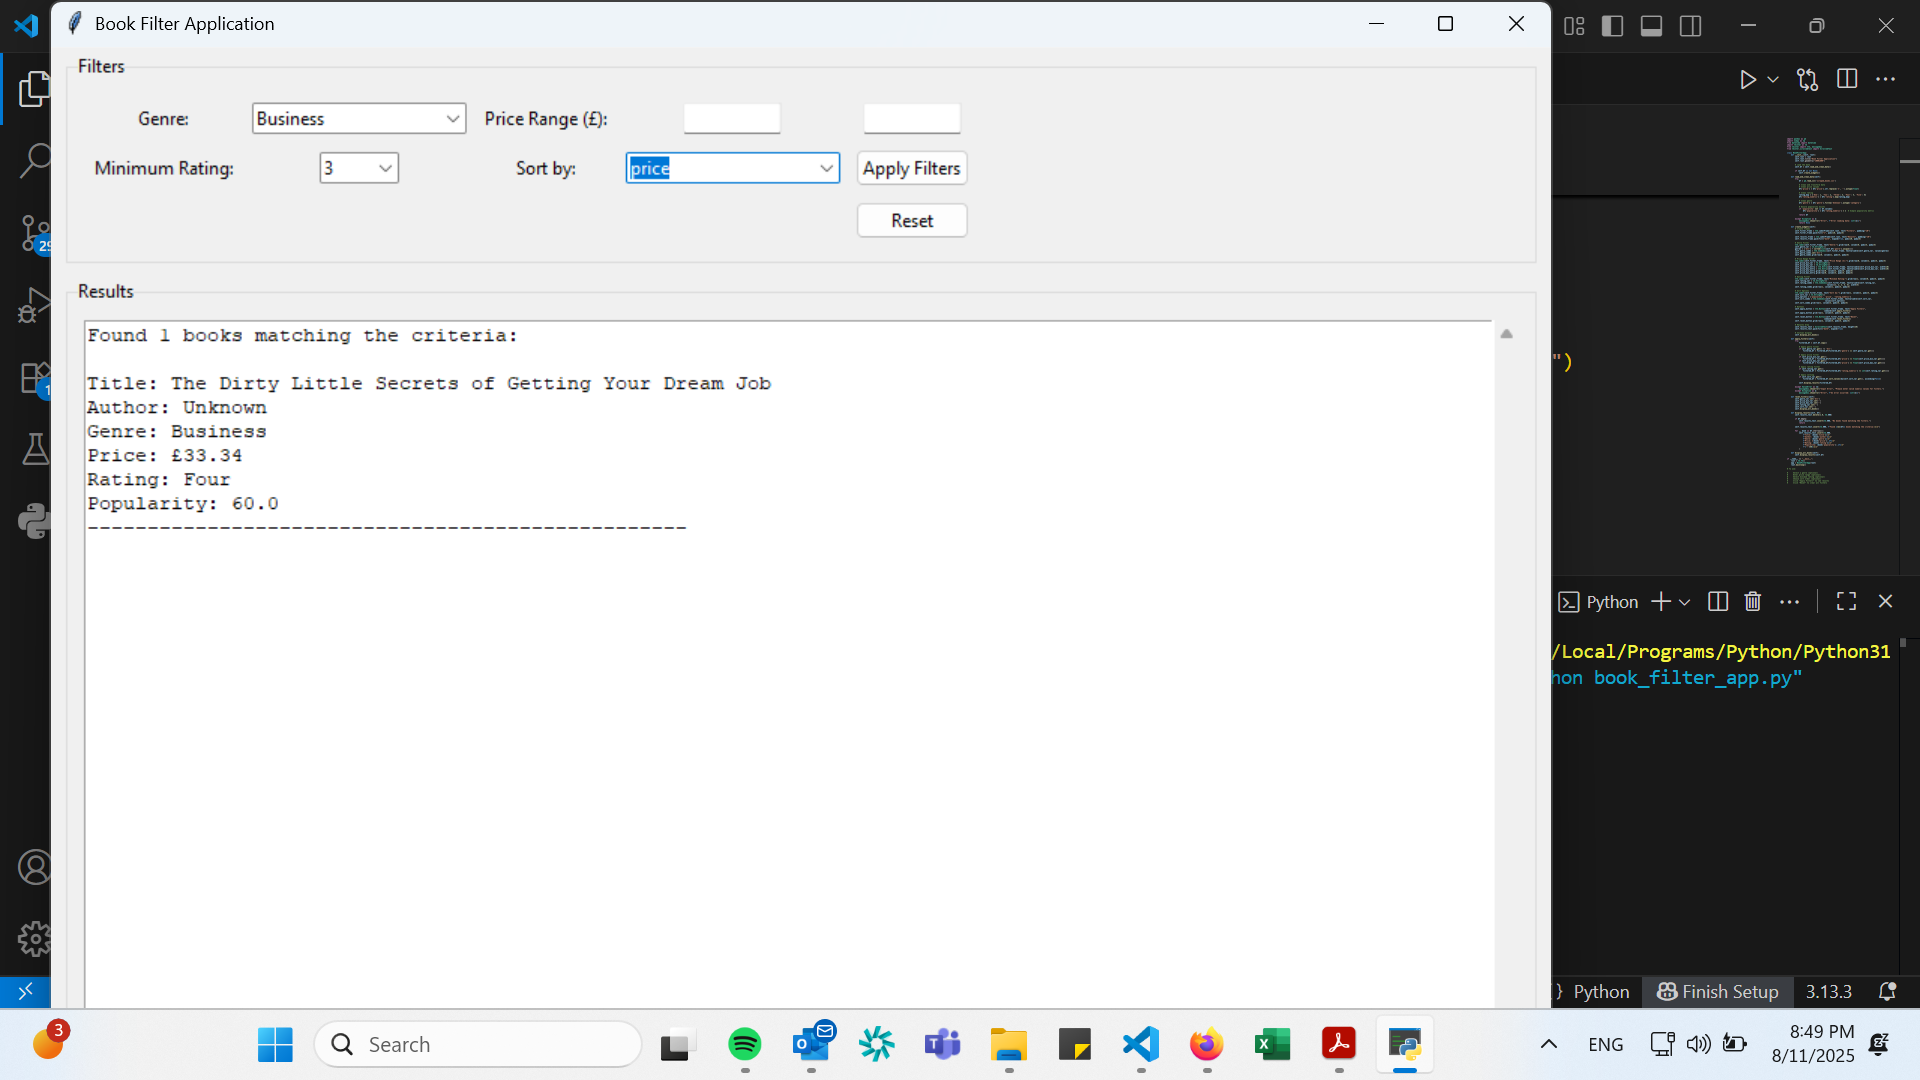 Book Filter Application
Filters
Genre: Business Price Range (£):
Minimum Rating: 3 Sort by: price Apply Filters
Reset
Results
Found 1 books matching the criteria:
Title: The Dirty Little Secrets of Getting Your Dream Job
Author: Unknown
Genre: Business
Price: £33.34
Rating: Four
Popularity: 60.0
--------------------------------------------------
29
1
")
Python
/Local/Programs/Python/Python31
hon book_filter_app.py"
Python Finish Setup 3.13.3
3
Search
ENG
8:49 PM
8/11/2025